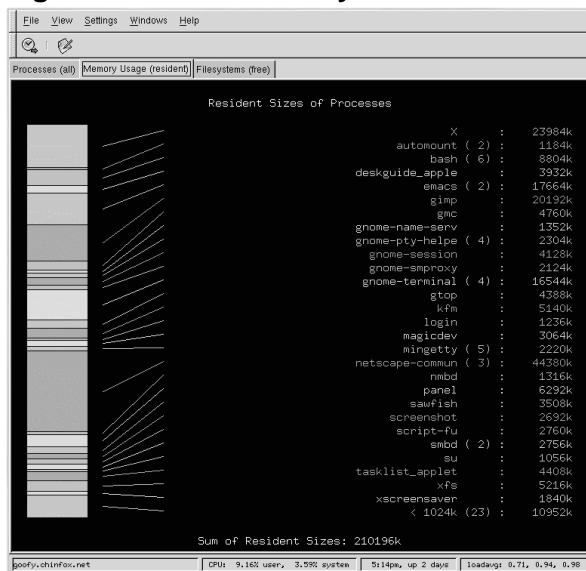 File View Settings Windows Help
Processes (all) Memory Usage (resident) Filesystems (free)
Resident Sizes of Processes
X : 23984k
automount ( 2) : 1184k
bash ( 6) : 8804k
deskguide_apple : 3932k
emacs ( 2) : 17664k
gimp : 20192k
gmc : 4760k
gnome-name-serv : 1352k
gnome-pty-helpe ( 4) : 2304k
gnome-session : 4128k
gnome-smproxy : 2124k
gnome-terminal ( 4) : 16544k
gtop : 4388k
kfm : 5140k
login : 1236k
magicdev : 3064k
mingetty ( 5) : 2220k
netscape-commun ( 3) : 44380k
nmbd : 1316k
panel : 6292k
sawfish : 3508k
screenshot : 2692k
script-fu : 2760k
smbd ( 2) : 2756k
su : 1056k
tasklist_applet : 4408k
xfs : 5216k
xscreensaver : 1840k
< 1024k (23) : 10952k
Sum of Resident Sizes: 210196k
goofy.chinfox.net CPU: 9.16% user, 3.59% system 5:14pm, up 2 days loadavg: 0.71, 0.94, 0.98